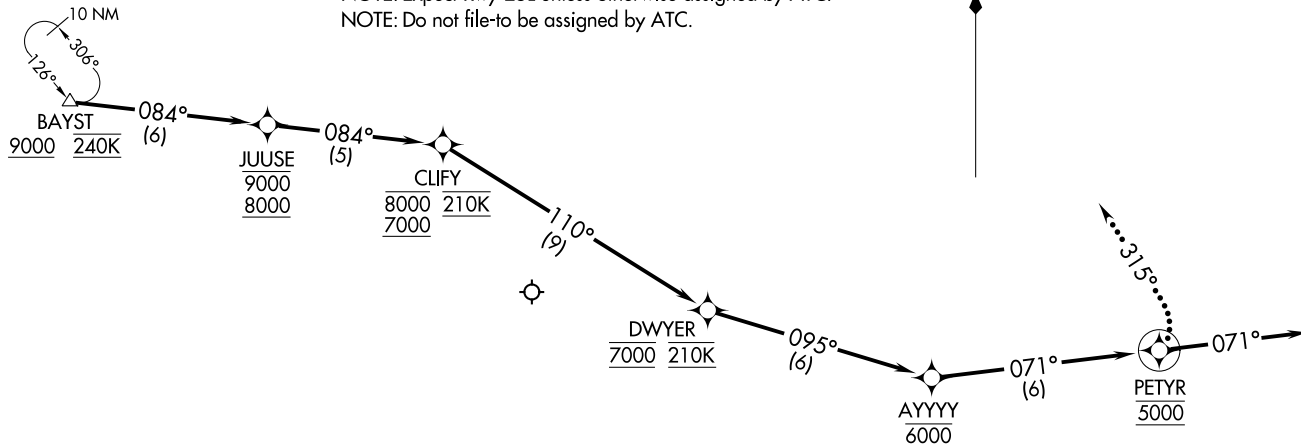 NOTE: Do not file-to be assigned by ATC.
10 NM
306°
126°
BAYST
9000 240K
084°
(6)
JUUSE
9000
8000
084°
(5)
CLIFY
8000 210K
7000
110°
(9)
DWYER
7000 210K
095°
(6)
AYYYY
6000
071°
(6)
315°
PETYR
5000
071°